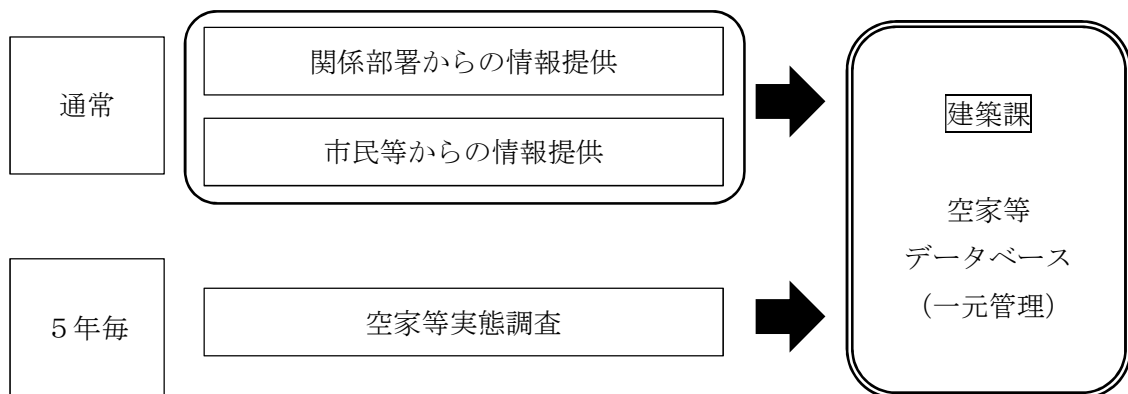 通常
関係部署からの情報提供
市民等からの情報提供
５年毎
空家等実態調査
建築課
空家等
データベース
（一元管理）